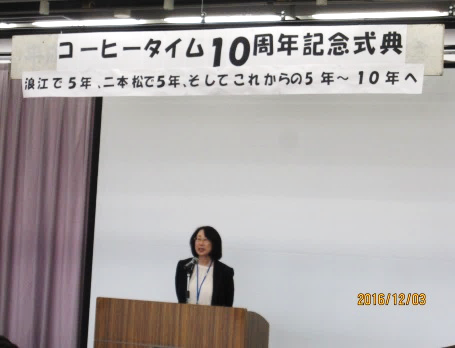 コーヒータイム10周年記念式典
浪江で5年、二本松で5年、そしてこれからの5年～10年へ
2016/12/03